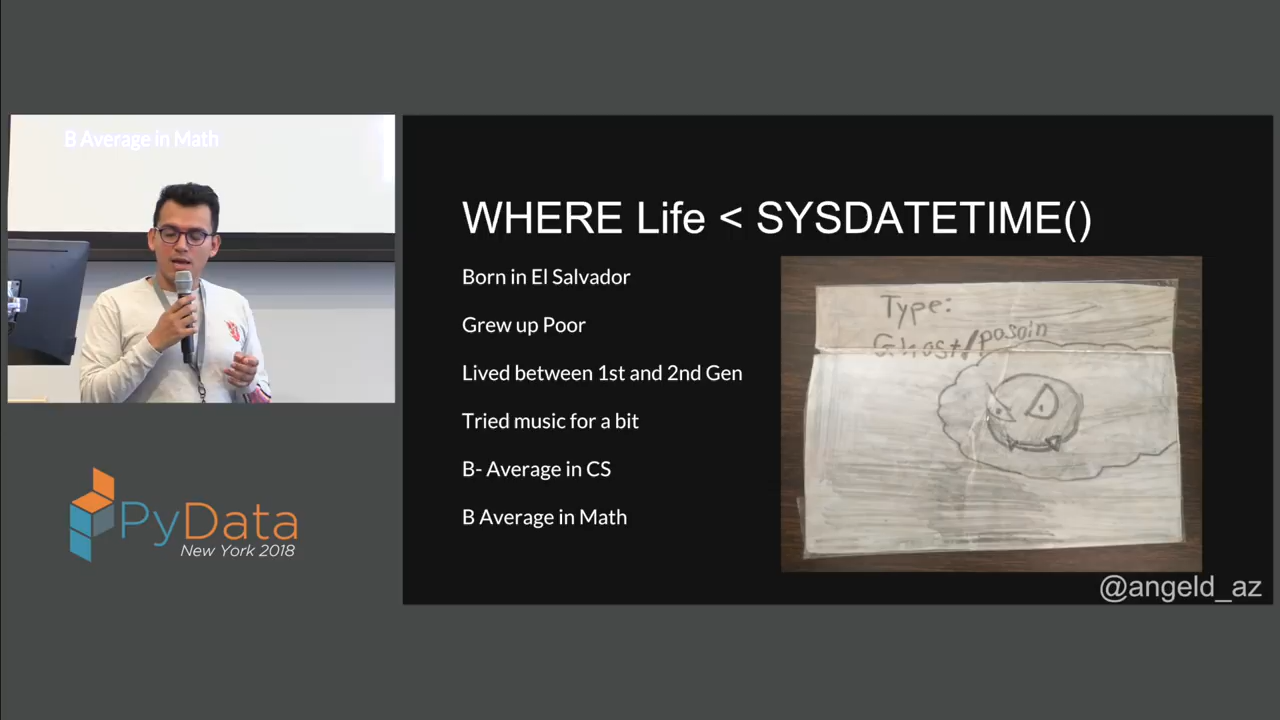 B Average in Math
WHERE Life < SYSDATETIME()
Born in El Salvador
Grew up Poor
Lived between 1st and 2nd Gen
Tried music for a bit
B- Average in CS
B Average in Math
Type:
Ghost/posoin
@angeld_az
PyData
New York 2018